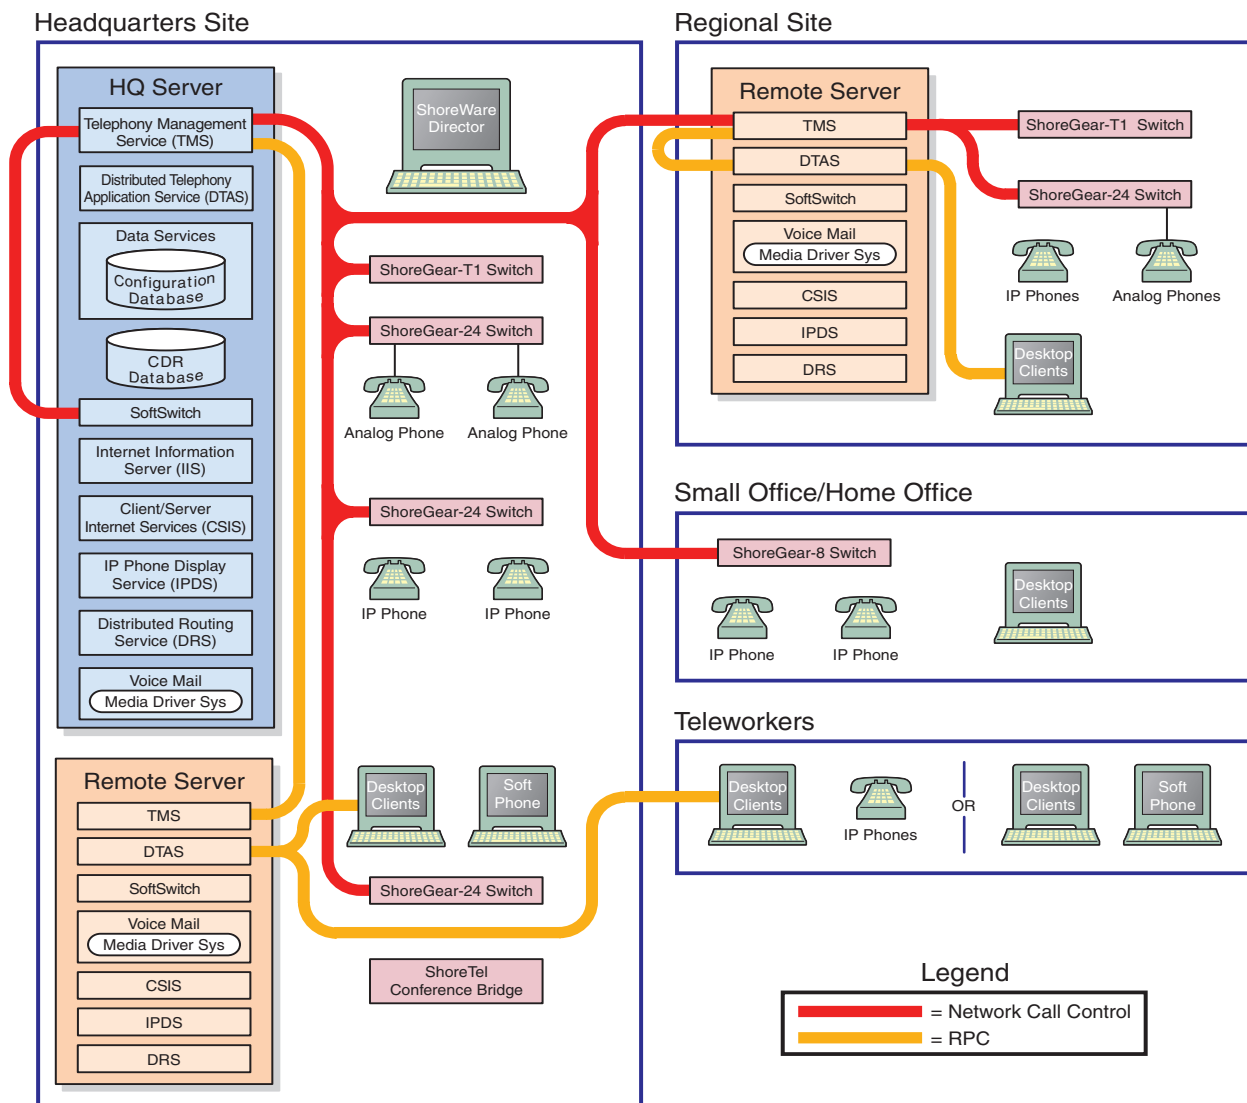 Headquarters Site
HQ Server
Telephony Management
Service (TMS)
Distributed Telephony
Application Service (DTAS)
Data Services
Configuration
Database
CDR
Database
SoftSwitch
Internet Information
Server (IIS)
Client/Server
Internet Services (CSIS)
IP Phone Display
Service (IPDS)
Distributed Routing
Service (DRS)
Voice Mail
Media Driver Sys
Remote Server
TMS
DTAS
SoftSwitch
Voice Mail
Media Driver Sys
CSIS
IPDS
DRS
ShoreWare
Director
ShoreGear-T1 Switch
ShoreGear-24 Switch
Analog Phone
Analog Phone
ShoreGear-24 Switch
IP Phone
IP Phone
Desktop
Clients
Soft
Phone
ShoreGear-24 Switch
ShoreTel
Conference Bridge
Regional Site
Remote Server
TMS
DTAS
SoftSwitch
Voice Mail
Media Driver Sys
CSIS
IPDS
DRS
ShoreGear-T1 Switch
ShoreGear-24 Switch
IP Phones
Analog Phones
Desktop
Clients
Small Office/Home Office
ShoreGear-8 Switch
IP Phone
IP Phone
Desktop
Clients
Teleworkers
Desktop
Clients
IP Phones
OR
Desktop
Clients
Soft
Phone
Legend
= Network Call Control
= RPC